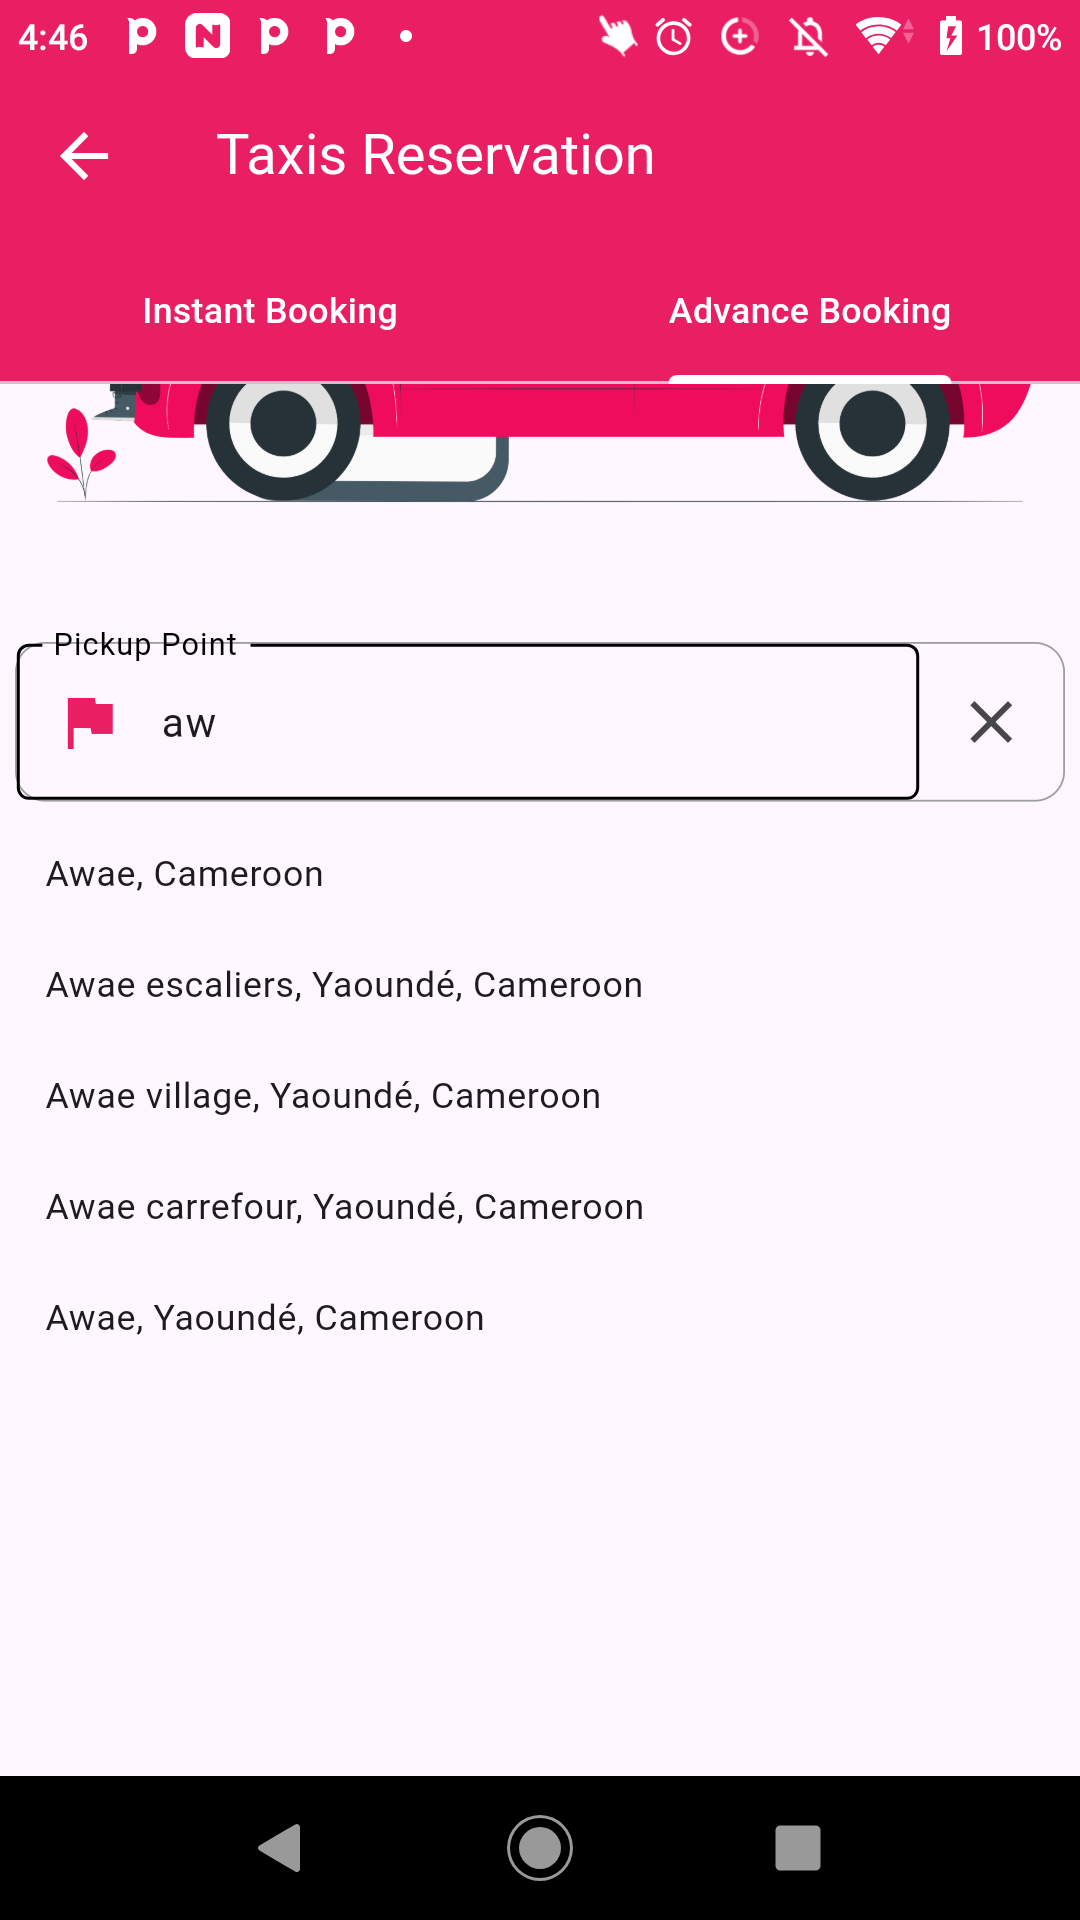 4:46
100%
Taxis Reservation
Instant Booking
Advance Booking
Pickup Point
aw
Awae, Cameroon
Awae escaliers, Yaoundé, Cameroon
Awae village, Yaoundé, Cameroon
Awae carrefour, Yaoundé, Cameroon
Awae, Yaoundé, Cameroon